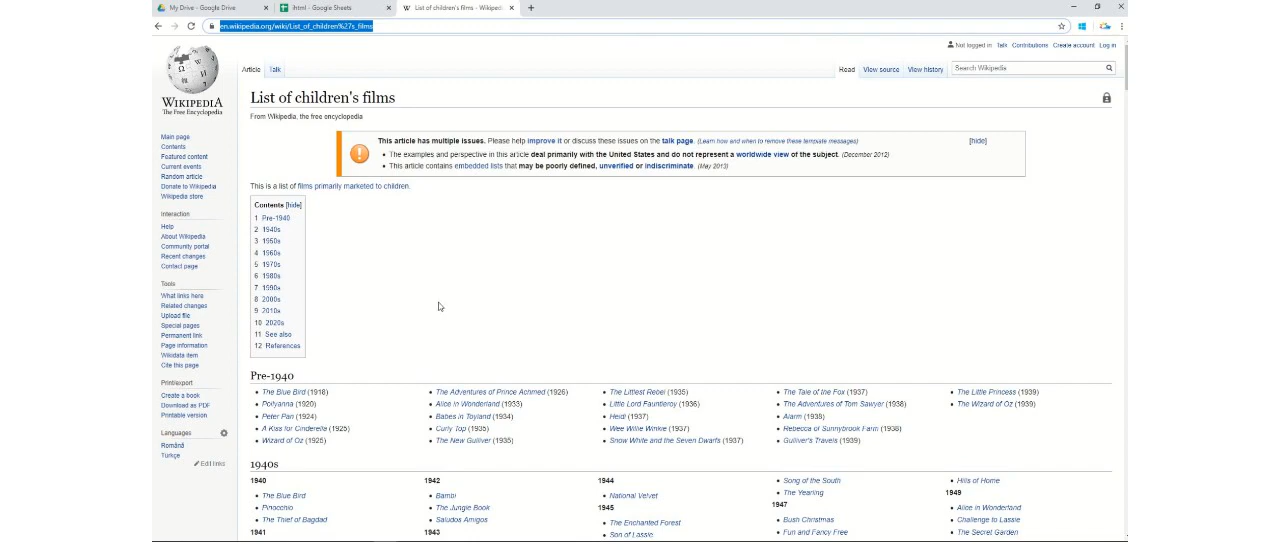 My Drive - Google Drive
ihtml - Google Sheets
List of children's films - Wikiped
en.wikipedia.org/wiki/List_of_children%27s_films
Not logged in Talk Contributions Create account Log in
Article Talk
Read View source View history
Search Wikipedia
WIKIPEDIA
The Free Encyclopedia
Main page
Contents
Featured content
Current events
Random article
Donate to Wikipedia
Wikipedia store
Interaction
Help
About Wikipedia
Community portal
Recent changes
Contact page
Tools
What links here
Related changes
Upload file
Special pages
Permanent link
Page information
Wikidata item
Cite this page
Print/export
Create a book
Download as PDF
Printable version
Languages
Română
Türkçe
Edit links
List of children's films
From Wikipedia, the free encyclopedia
This article has multiple issues. Please help improve it or discuss these issues on the talk page. (Learn how and when to remove these template messages)
[hide]
• The examples and perspective in this article deal primarily with the United States and do not represent a worldwide view of the subject. (December 2012)
• This article contains embedded lists that may be poorly defined, unverified or indiscriminate. (May 2013)
This is a list of films primarily marketed to children.
Contents [hide]
1 Pre-1940
2 1940s
3 1950s
4 1960s
5 1970s
6 1980s
7 1990s
8 2000s
9 2010s
10 2020s
11 See also
12 References
Pre-1940
• The Blue Bird (1918)
• Pollyanna (1920)
• Peter Pan (1924)
• A Kiss for Cinderella (1925)
• Wizard of Oz (1925)
• The Adventures of Prince Achmed (1926)
• Alice in Wonderland (1933)
• Babes in Toyland (1934)
• Curly Top (1935)
• The New Gulliver (1935)
• The Littlest Rebel (1935)
• Little Lord Fauntleroy (1936)
• Heidi (1937)
• Wee Willie Winkie (1937)
• Snow White and the Seven Dwarfs (1937)
• The Tale of the Fox (1937)
• The Adventures of Tom Sawyer (1938)
• Alarm (1938)
• Rebecca of Sunnybrook Farm (1938)
• Gulliver's Travels (1939)
• The Little Princess (1939)
• The Wizard of Oz (1939)
1940s
1940
• The Blue Bird
• Pinocchio
• The Thief of Bagdad
1941
1942
• Bambi
• The Jungle Book
• Saludos Amigos
1943
1944
• National Velvet
1945
• The Enchanted Forest
• Son of Lassie
• Song of the South
• The Yearling
1947
• Bush Christmas
• Fun and Fancy Free
• Hills of Home
1949
• Alice in Wonderland
• Challenge to Lassie
• The Secret Garden